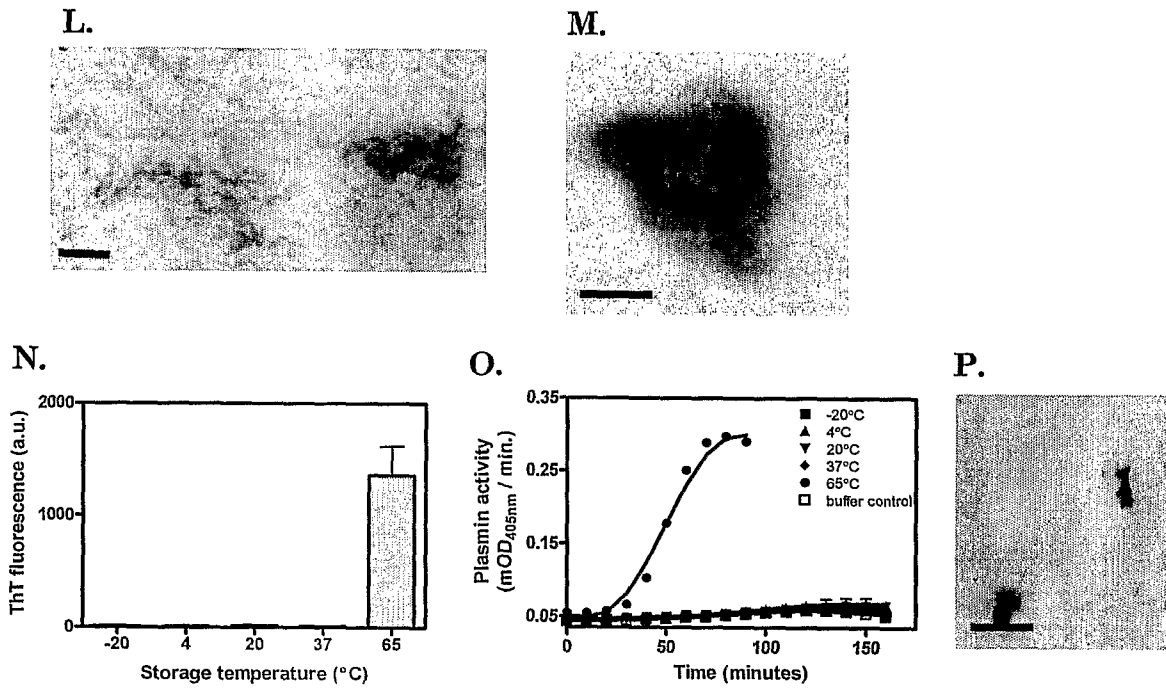 L.
M.
N.
2000
1000
0
ThT fluorescence (a.u.)
-20
4
20
37
65
Storage temperature (°C)
O.
0.35
0.25
0.15
0.05
Plasmin activity
(mOD405nm / min.)
-20°C
4°C
20°C
37°C
65°C
buffer control
0
50
100
150
Time (minutes)
P.